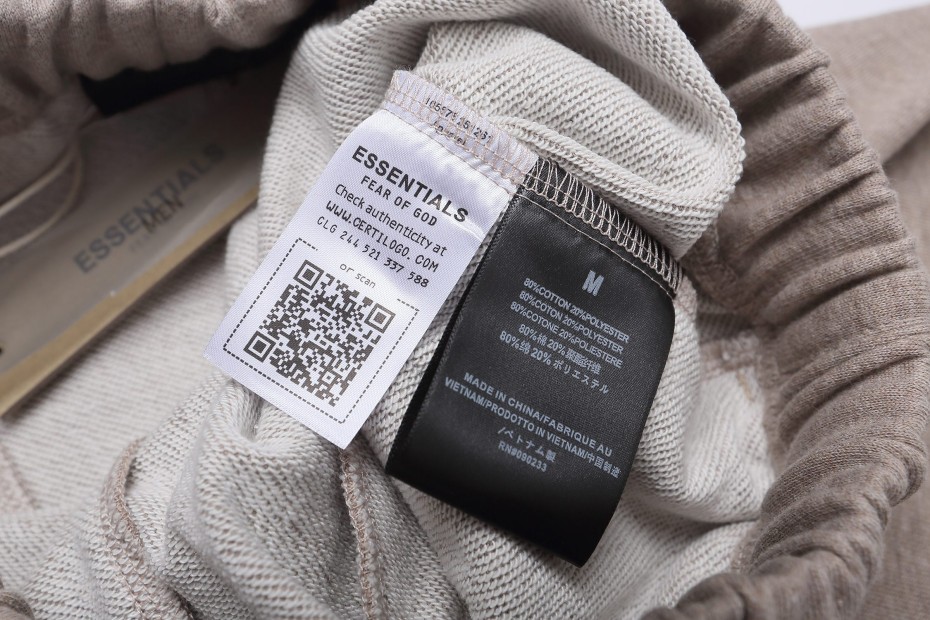 ESSENTIALS
MEN
ESSENTIALS
FEAR OF GOD
Check authenticity at
WWW.CERTILOGO.COM
CLG 244 521 337 588
or scan
M
80%COTTON 20%POLYESTER
80%COTON 20%POLYESTER
80%COTONE 20%POLIESTERE
80%棉 20%聚酯纤维
80%绵 20% ポリエステル
MADE IN CHINA/FABRIQUE AU
VIETNAM/PRODOTTO IN VIETNAM/中国制造
/ベトナム製
RN#090233